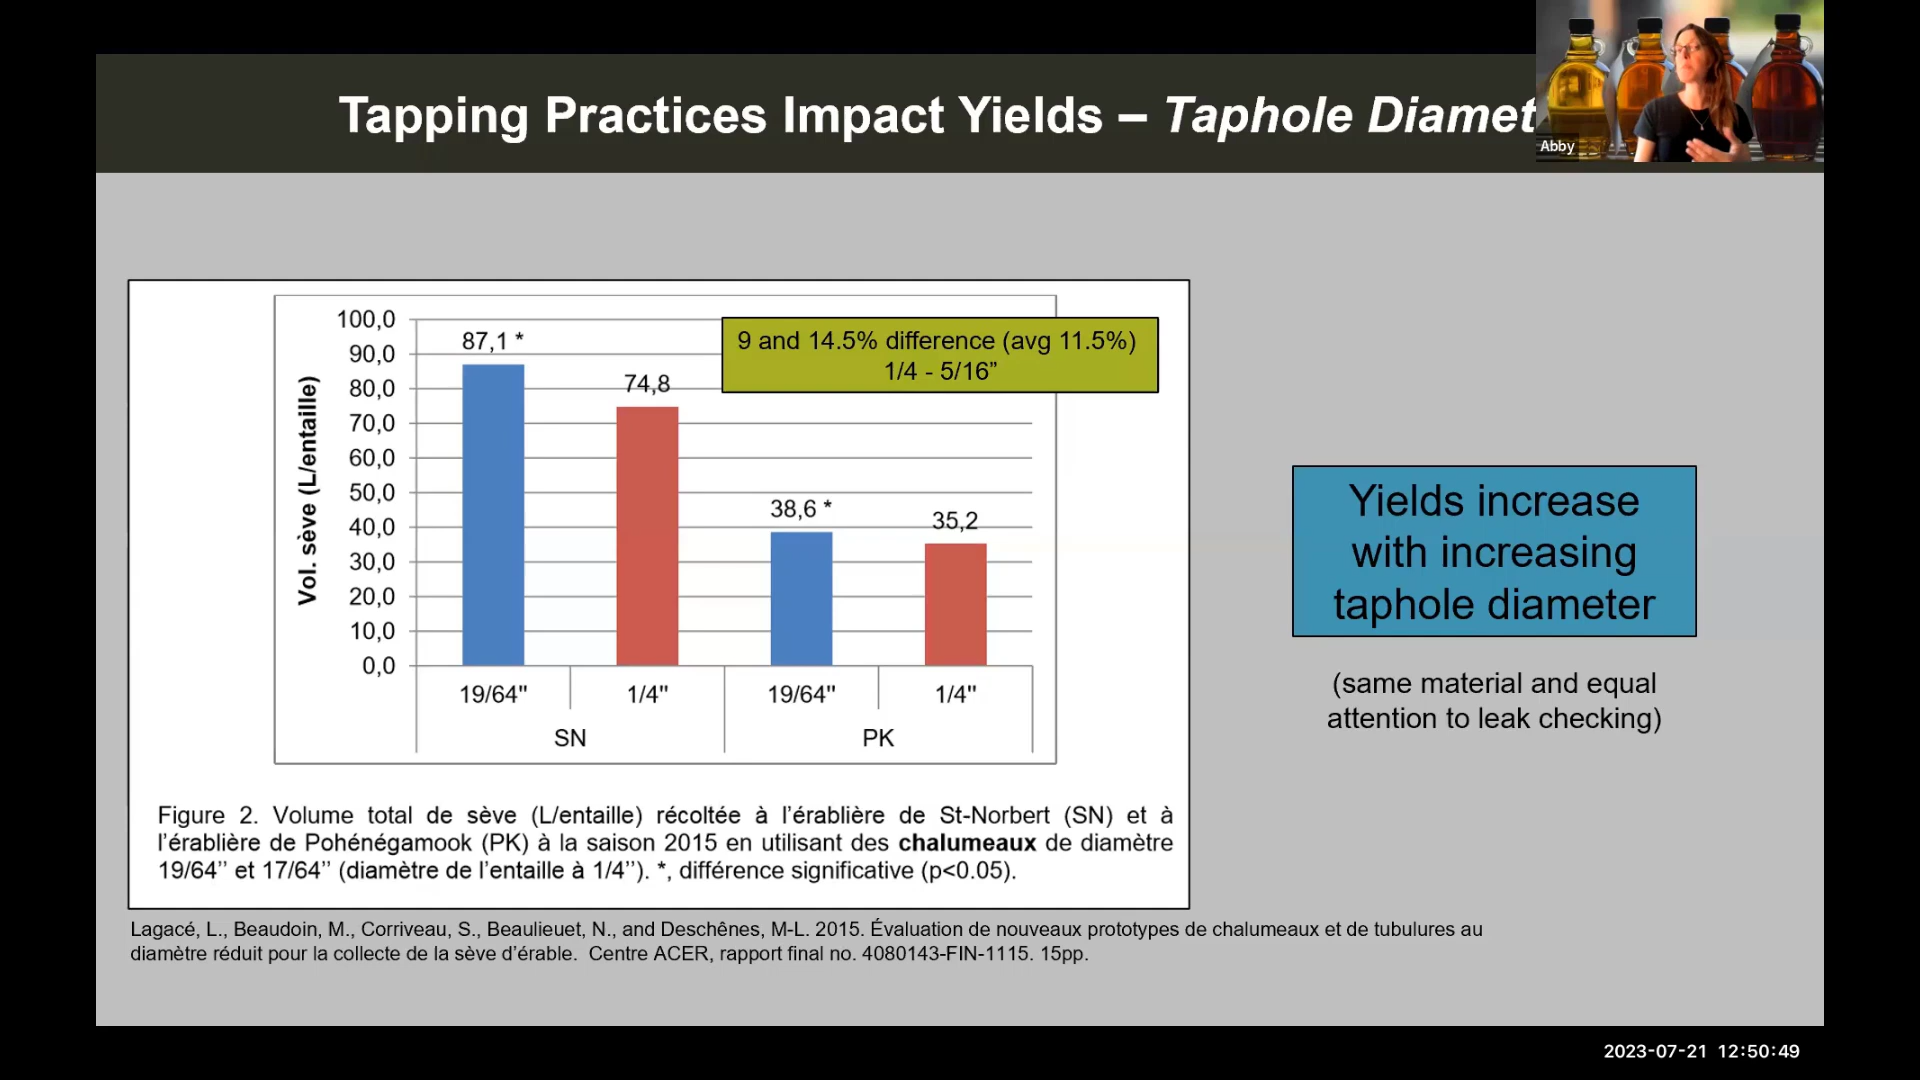 Tapping Practices Impact Yields – Taphole Diamet
Abby
9 and 14.5% difference (avg 11.5%)
1/4 - 5/16”
Vol. sève (L/entaille)
100,0
90,0
80,0
70,0
60,0
50,0
40,0
30,0
20,0
10,0
0,0
87,1 *
74,8
38,6 *
35,2
19/64" 1/4" 19/64" 1/4"
SN PK
Figure 2. Volume total de sève (L/entaille) récoltée à l’érablière de St-Norbert (SN) et à
l’érablière de Pohénégamook (PK) à la saison 2015 en utilisant des chalumeaux de diamètre
19/64’’ et 17/64’’ (diamètre de l’entaille à 1/4’’). *, différence significative (p<0.05).
Yields increase
with increasing
taphole diameter
(same material and equal
attention to leak checking)
Lagacé, L., Beaudoin, M., Corriveau, S., Beaulieuet, N., and Deschênes, M-L. 2015. Évaluation de nouveaux prototypes de chalumeaux et de tubulures au
diamètre réduit pour la collecte de la sève d’érable. Centre ACER, rapport final no. 4080143-FIN-1115. 15pp.
2023-07-21 12:50:49